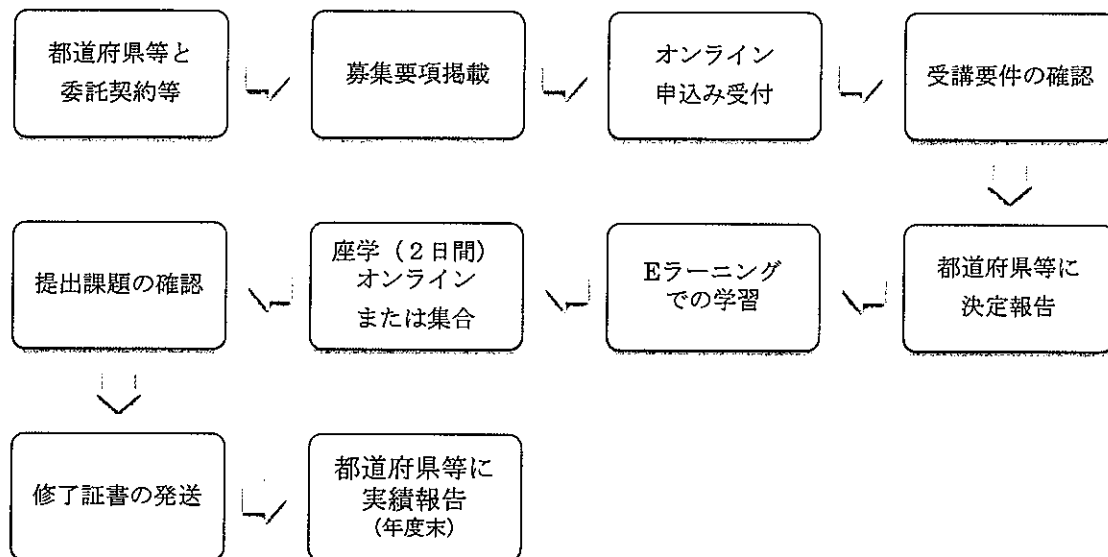 都道府県等と
委託契約等
募集要項掲載
オンライン
申込み受付
受講要件の確認
都道府県等に
決定報告
Eラーニング
での学習
座学（２日間）
オンライン
または集合
提出課題の確認
修了証書の発送
都道府県等に
実績報告
(年度末)